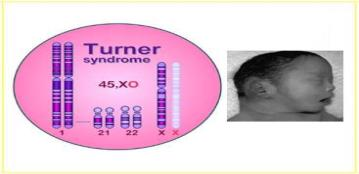 Turner
syndrome
45,XO
1 21 22 X X